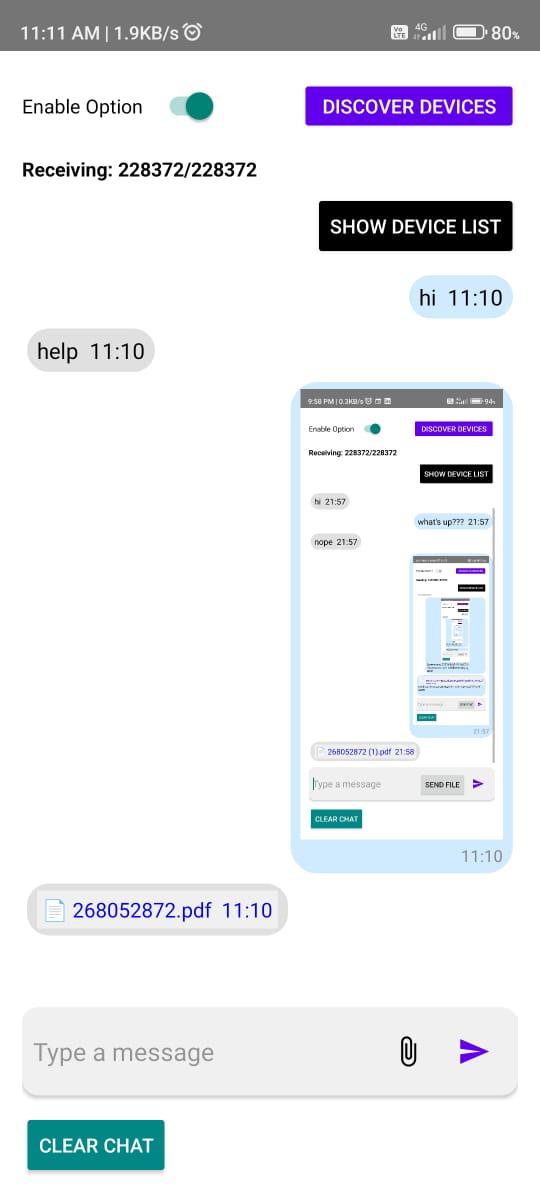 11:11 AM | 1.9KB/s
Vo LTE 4G 80%
Enable Option
DISCOVER DEVICES
Receiving: 228372/228372
SHOW DEVICE LIST
hi 11:10
help 11:10
9:58 PM | 0.3KB/s 94%
Enable Option
DISCOVER DEVICES
Receiving: 228372/228372
SHOW DEVICE LIST
hi 21:57
what's up??? 21:57
nope 21:57
21:57
268052872 (1).pdf 21:58
Type a message
SEND FILE
CLEAR CHAT
11:10
268052872.pdf 11:10
Type a message
CLEAR CHAT